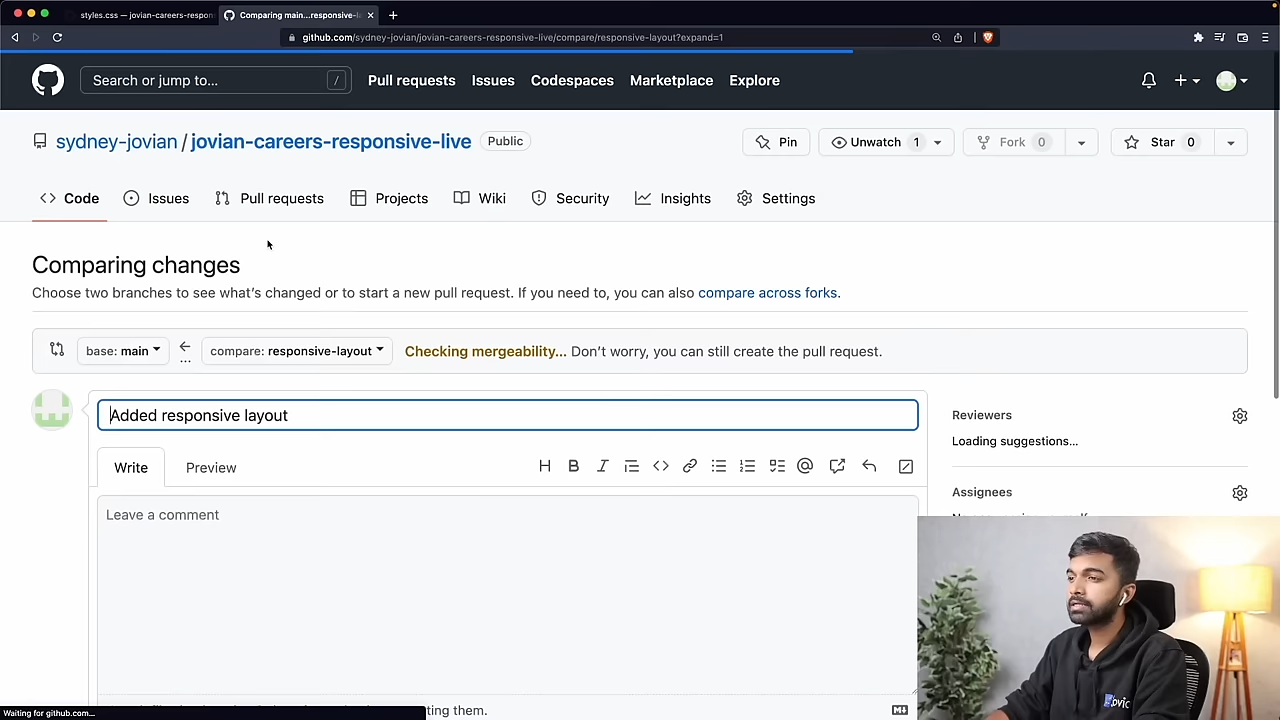 styles.css — jovian-careers-respon
Comparing main...responsive-l
github.com/sydney-jovian/jovian-careers-responsive-live/compare/responsive-layout?expand=1
Search or jump to... /
Pull requests Issues Codespaces Marketplace Explore
sydney-jovian / jovian-careers-responsive-live Public
Pin Unwatch 1 Fork 0 Star 0
Code Issues Pull requests Projects Wiki Security Insights Settings
Comparing changes
Choose two branches to see what's changed or to start a new pull request. If you need to, you can also compare across forks.
base: main compare: responsive-layout Checking mergeability... Don't worry, you can still create the pull request.
Added responsive layout
Reviewers
Loading suggestions...
Write Preview
Assignees
Leave a comment
Waiting for github.com...
ting them.